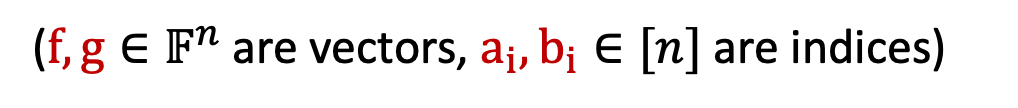 (f, g ∈ 𝔽ⁿ are vectors, aᵢ, bᵢ ∈ [n] are indices)